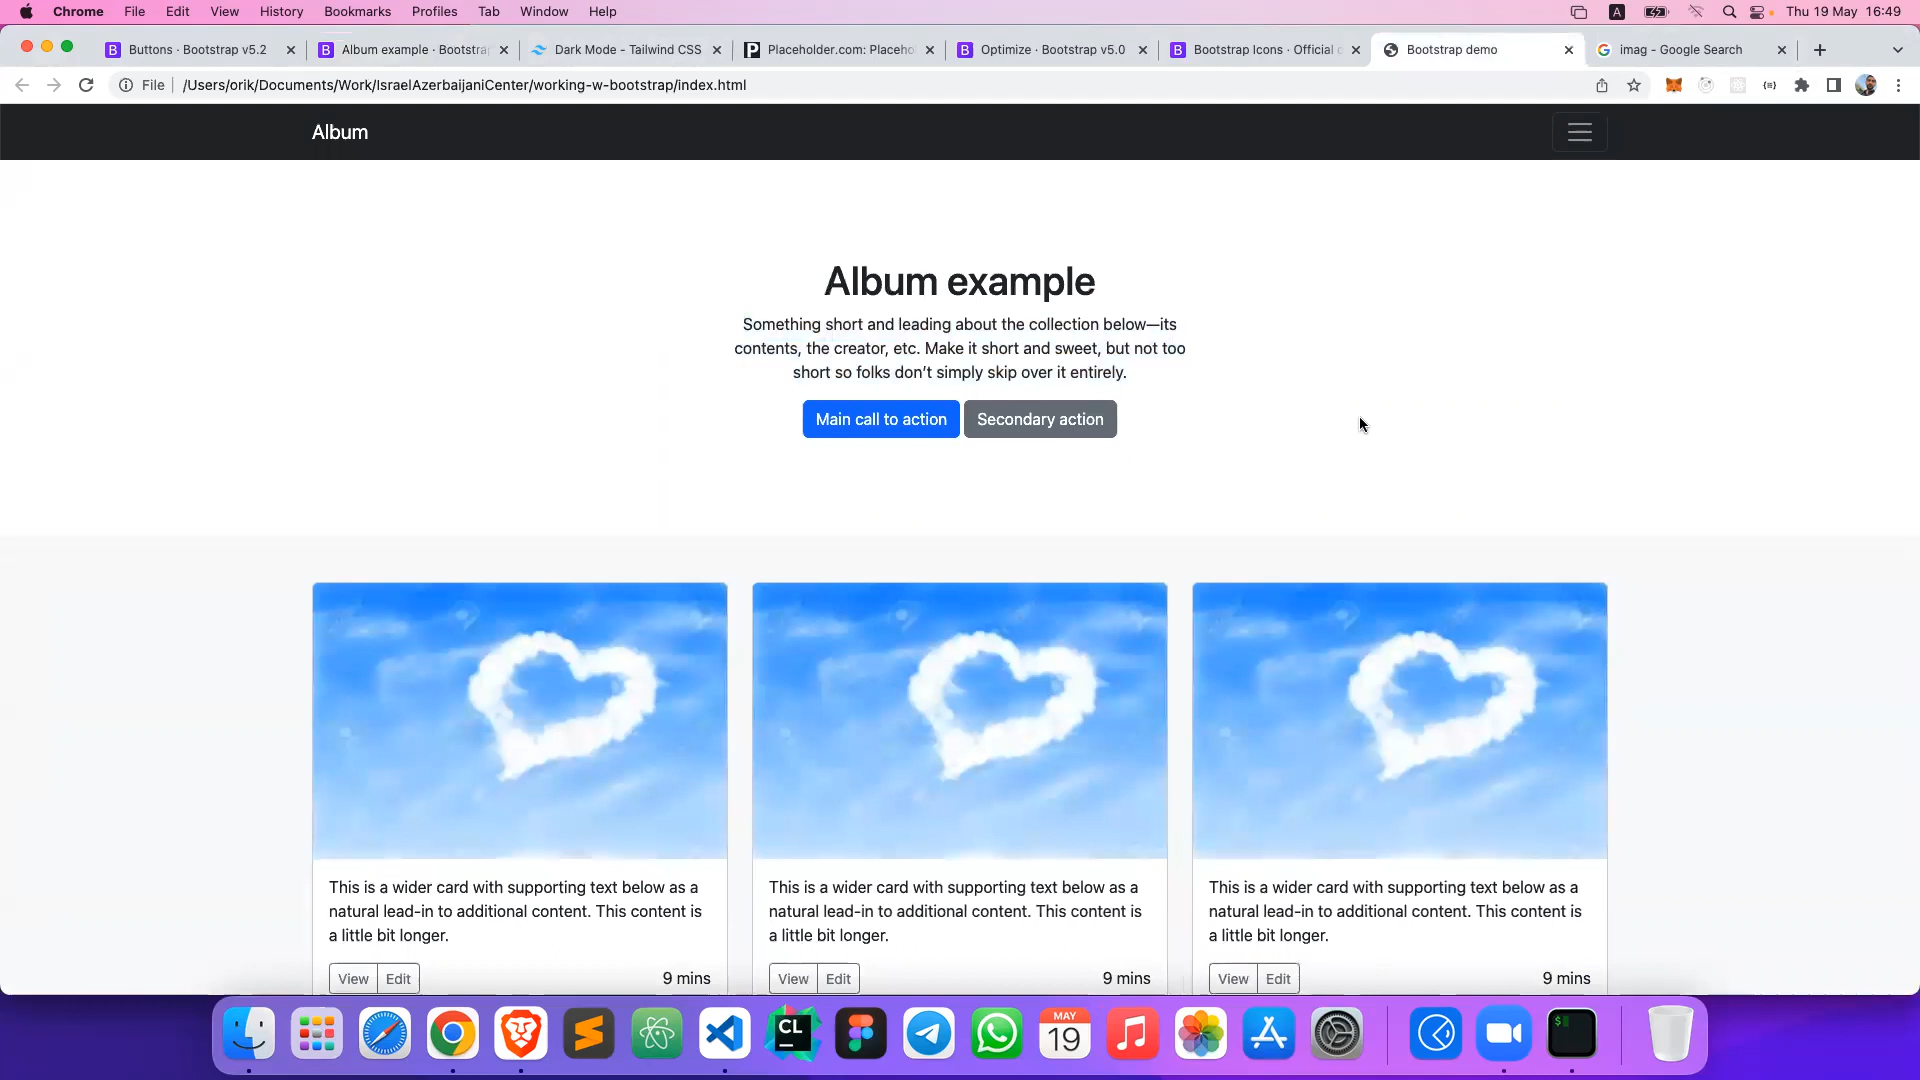 Chrome File Edit View History Bookmarks Profiles Tab Window Help A Thu 19 May 16:49
B Buttons · Bootstrap v5.2 B Album example · Bootstra P Dark Mode - Tailwind CSS Placeholder.com: Placeho B Optimize · Bootstrap v5.0 B Bootstrap Icons · Official Bootstrap demo G imag - Google Search
File /Users/orik/Documents/Work/IsraelAzerbaijaniCenter/working-w-bootstrap/index.html
Album
Album example
Something short and leading about the collection below—its
contents, the creator, etc. Make it short and sweet, but not too
short so folks don’t simply skip over it entirely.
Main call to action Secondary action
This is a wider card with supporting text below as a
natural lead-in to additional content. This content is
a little bit longer.
View Edit 9 mins
This is a wider card with supporting text below as a
natural lead-in to additional content. This content is
a little bit longer.
View Edit 9 mins
This is a wider card with supporting text below as a
natural lead-in to additional content. This content is
a little bit longer.
View Edit 9 mins
CL
MAY
19
$